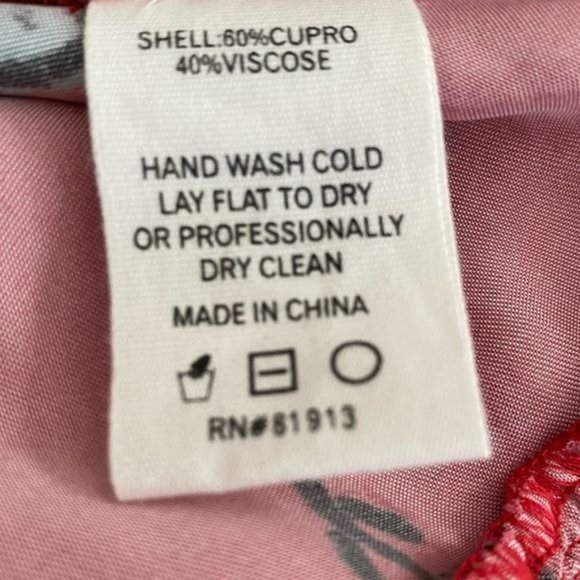 SHELL:60%CUPRO
40%VISCOSE
HAND WASH COLD
LAY FLAT TO DRY
OR PROFESSIONALLY
DRY CLEAN
MADE IN CHINA
RN#81913